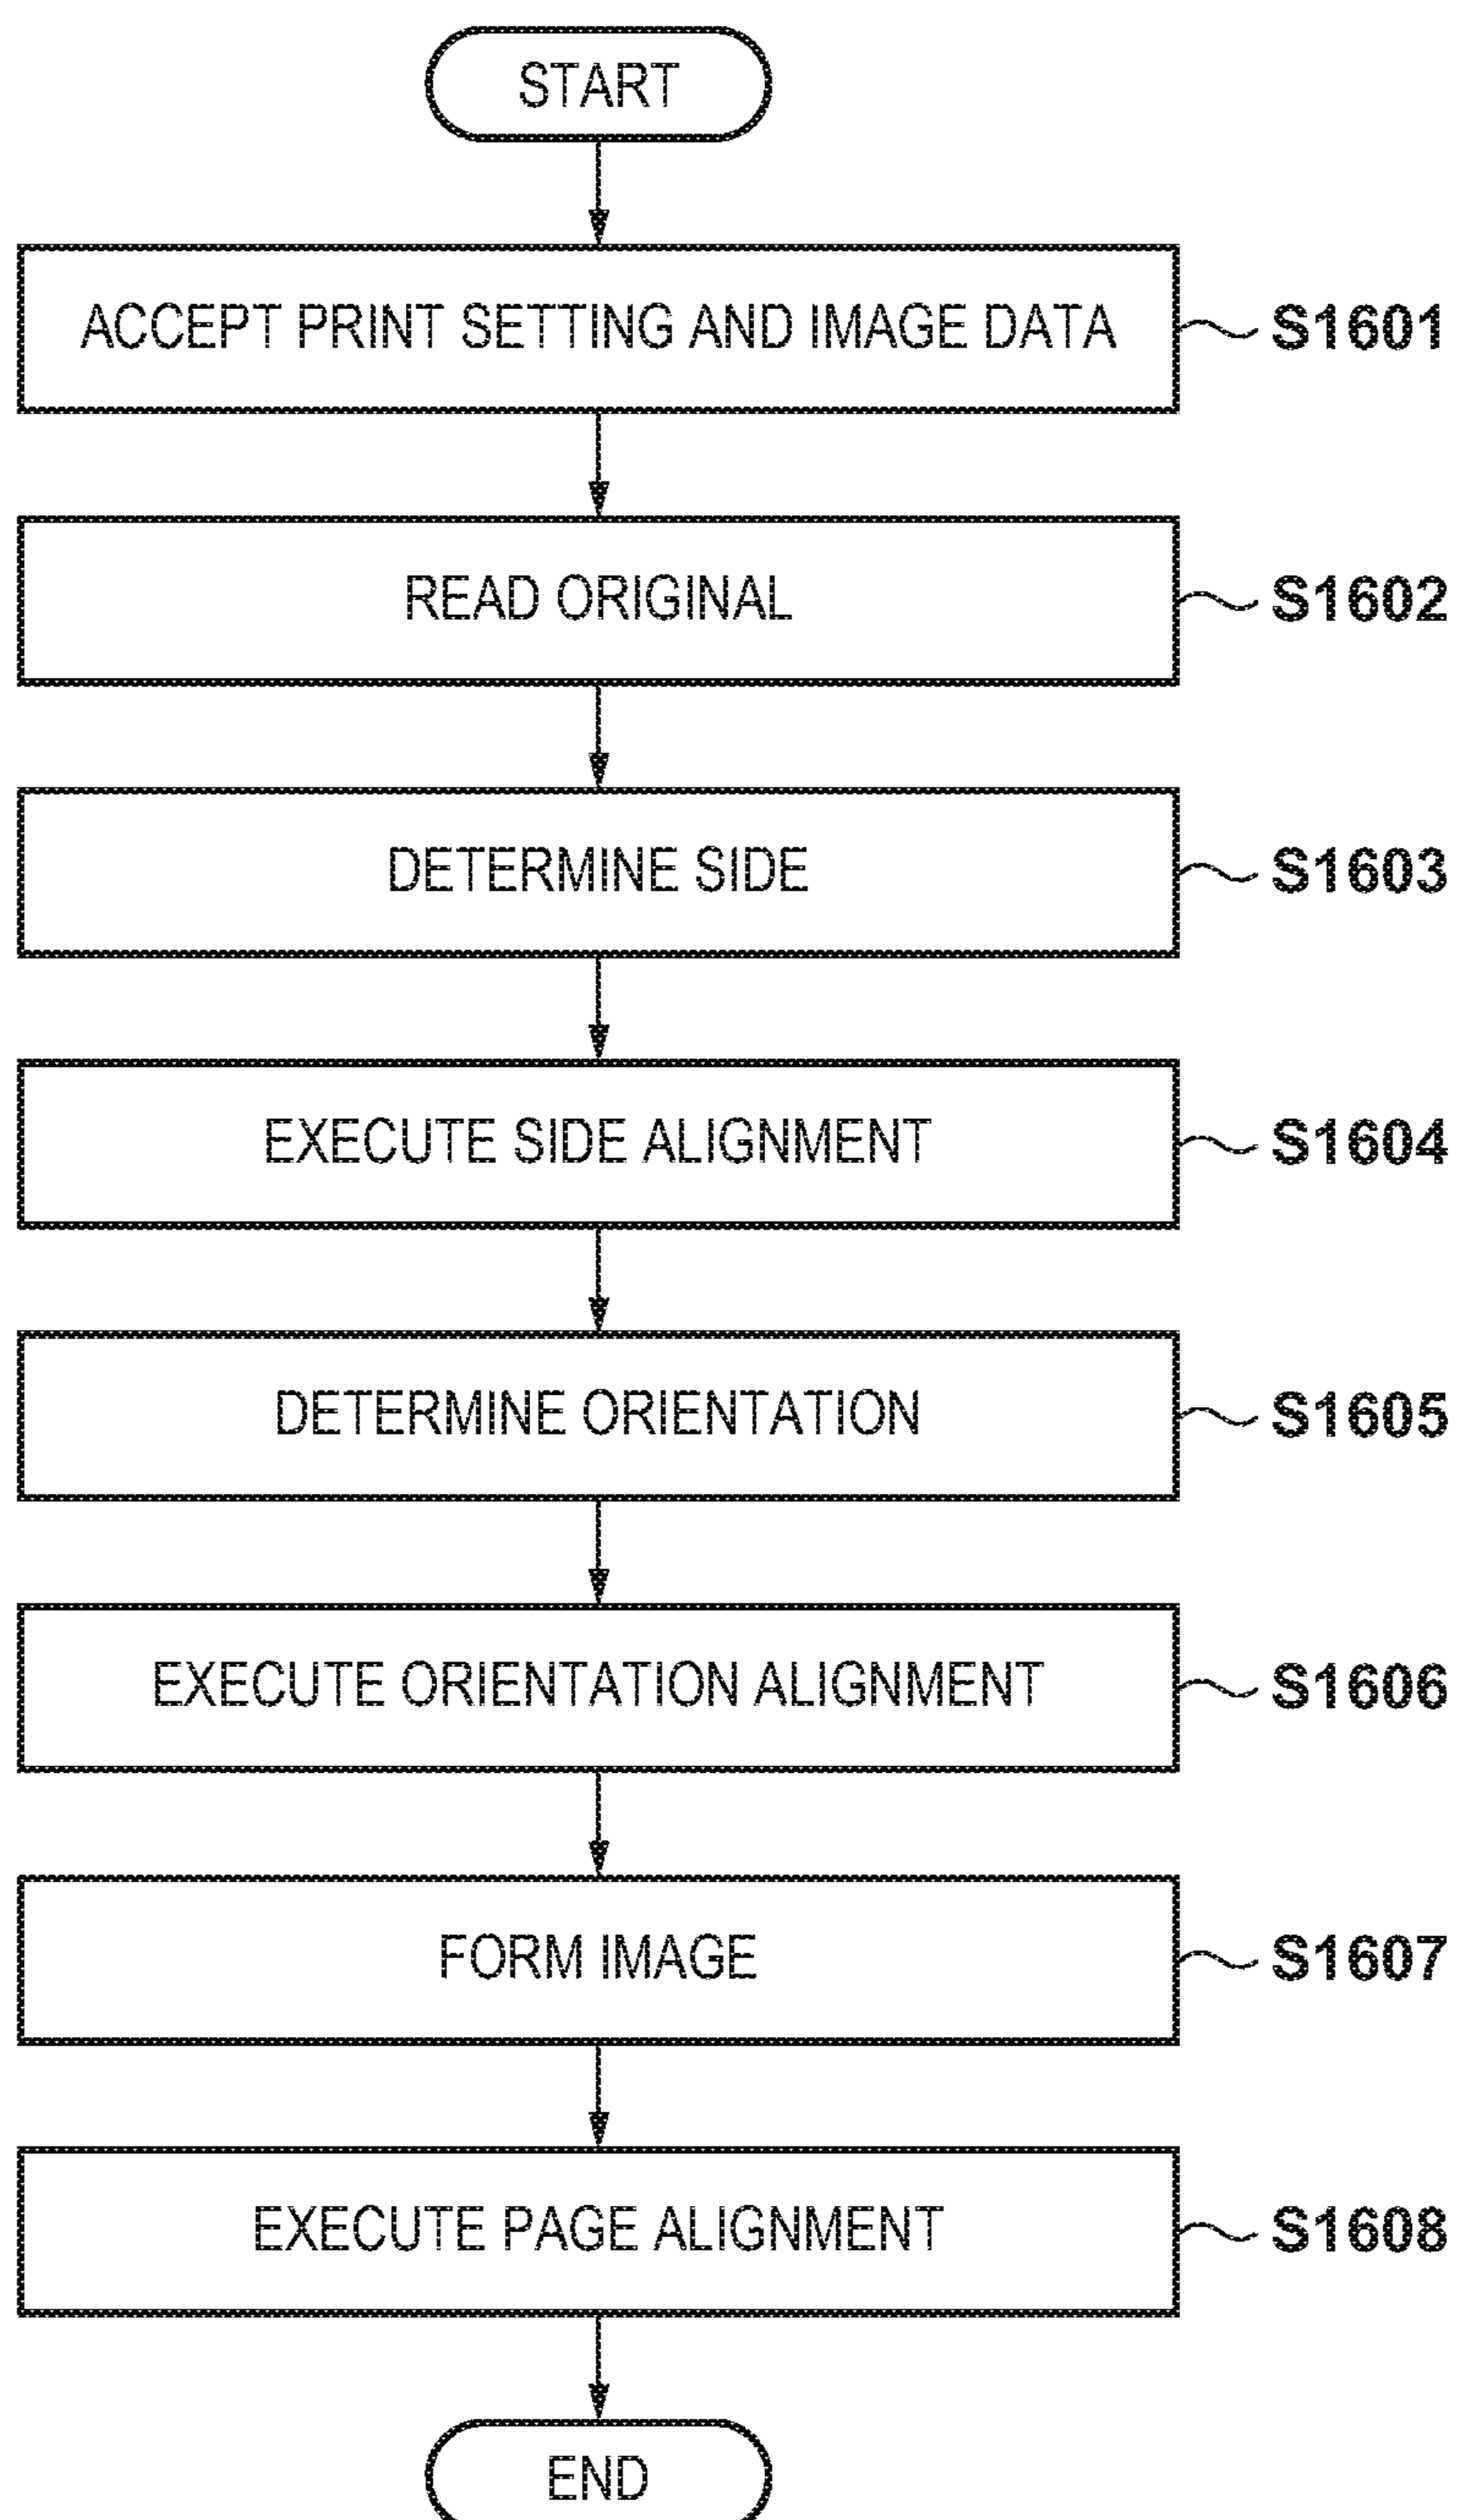 START
ACCEPT PRINT SETTING AND IMAGE DATA
S1601
READ ORIGINAL
S1602
DETERMINE SIDE
S1603
EXECUTE SIDE ALIGNMENT
S1604
DETERMINE ORIENTATION
S1605
EXECUTE ORIENTATION ALIGNMENT
S1606
FORM IMAGE
S1607
EXECUTE PAGE ALIGNMENT
S1608
END